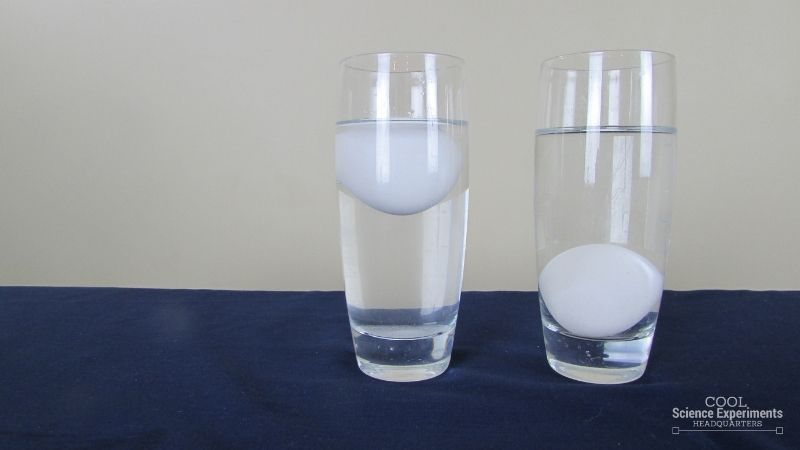 COOL
Science Experiments
HEADQUARTERS